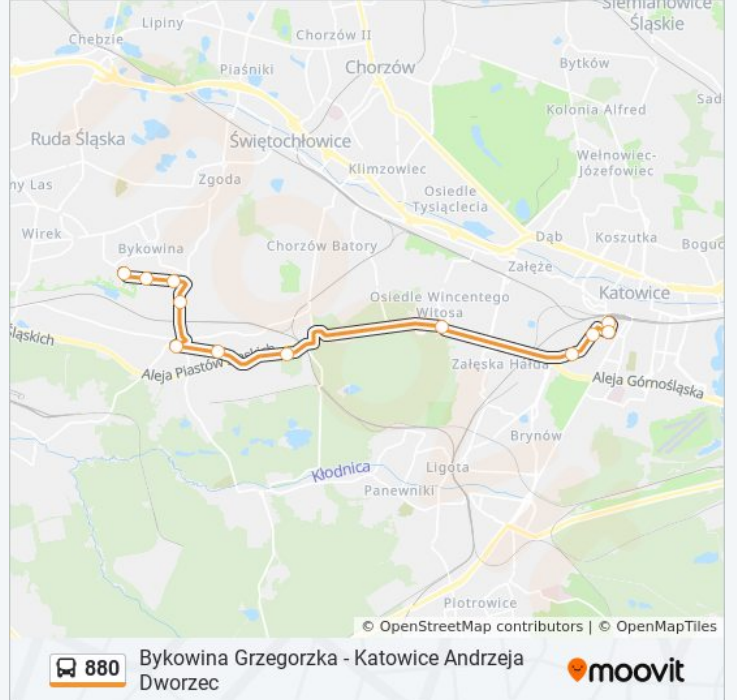 Siemianowickie
Śląskie
Lipiny
Chebzie
Chorzów II
Piaśniki
Chorzów
Bytków
Sad
Kolonia Alfred
Ruda Śląska
Świętochłowice
Wełnowiec-
Józefowiec
ny Las
Zgoda
Klimzowiec
Osiedle
Tysiąclecia
Wirek
Bykowina
Chorzów Batory
Dąb
Koszutka
Boguc
Załęże
Osiedle Wincentego
Witosa
Katowice
Śląskich
Aleja Piastów
Załęska Hałda
Aleja Górnośląska
Brynów
Kłodnica
Ligota
Panewniki
Piotrowice
© OpenStreetMap contributors | © OpenMapTiles
880
Bykowina Grzegorzka - Katowice Andrzeja
Dworzec
moovit